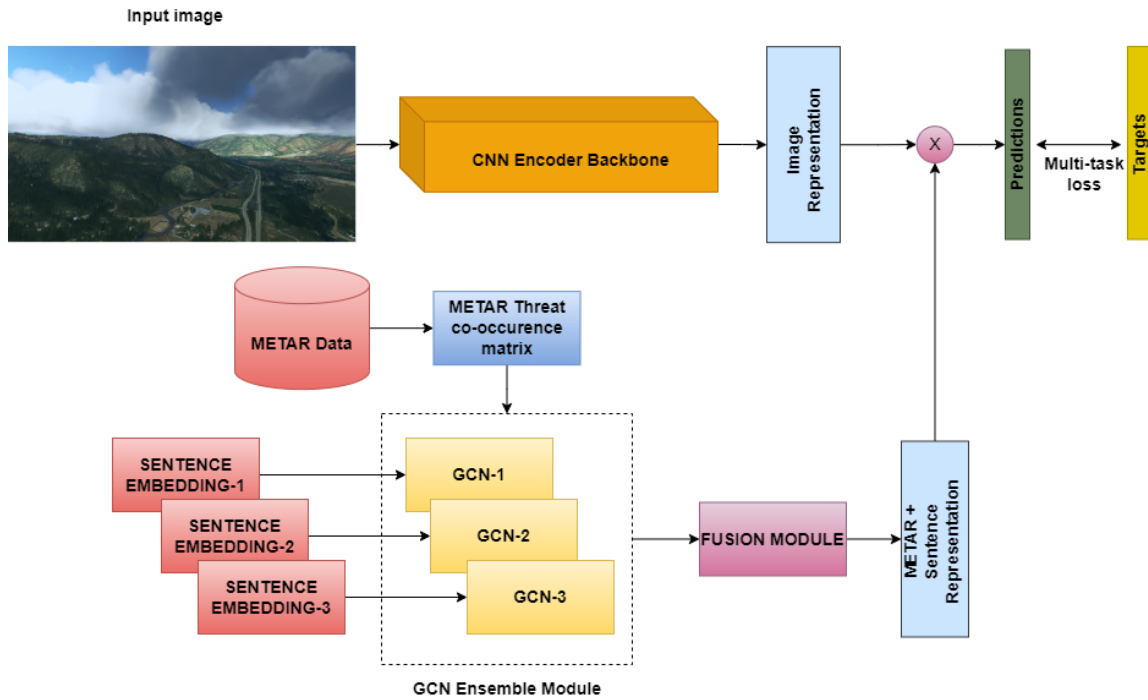 Input image
CNN Encoder Backbone
Image
Representation
X
Predictions
Multi-task
loss
Targets
METAR Data
METAR Threat
co-occurence
matrix
SENTENCE
EMBEDDING-1
SENTENCE
EMBEDDING-2
SENTENCE
EMBEDDING-3
GCN-1
GCN-2
GCN-3
GCN Ensemble Module
FUSION MODULE
METAR +
Sentence
Representation